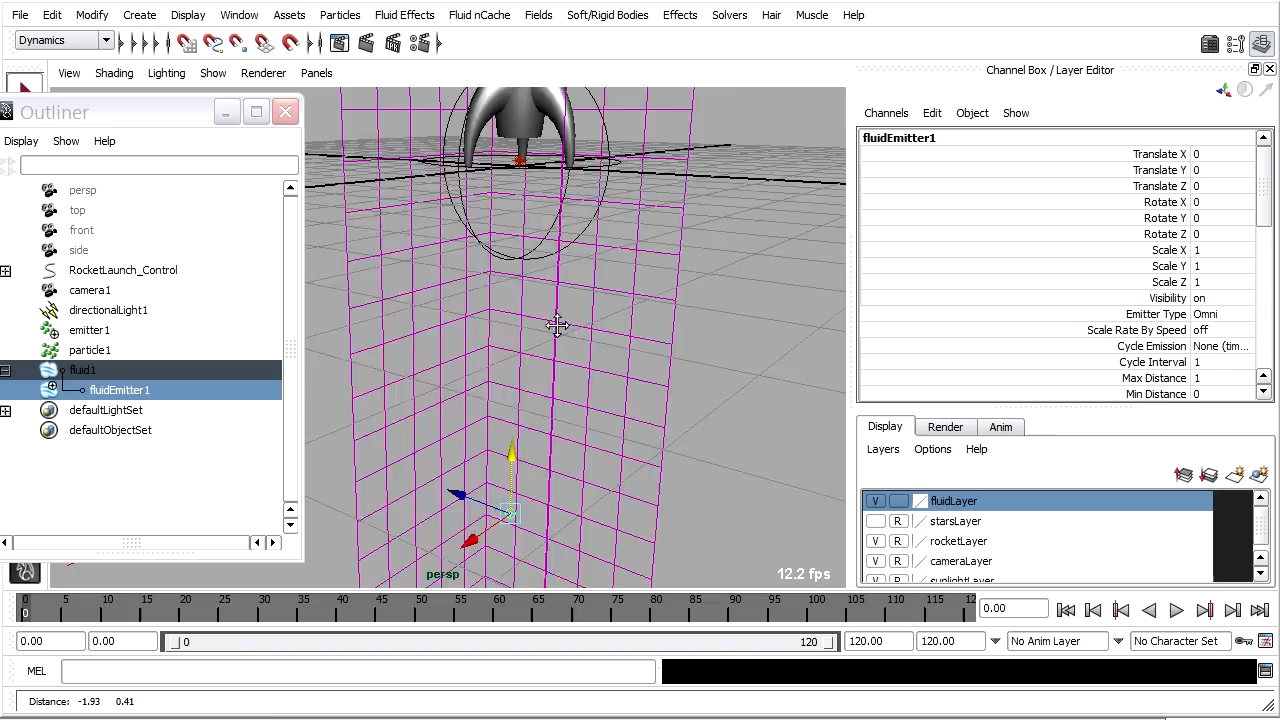 File Edit Modify Create Display Window Assets Particles Fluid Effects Fluid nCache Fields Soft/Rigid Bodies Effects Solvers Hair Muscle Help
Dynamics
View Shading Lighting Show Renderer Panels
Channel Box / Layer Editor
Outliner
Display Show Help
persp
top
front
side
RocketLaunch_Control
camera1
directionalLight1
emitter1
particle1
fluid1
fluidEmitter1
defaultLightSet
defaultObjectSet
persp
12.2 fps
Channels Edit Object Show
fluidEmitter1
Translate X 0
Translate Y 0
Translate Z 0
Rotate X 0
Rotate Y 0
Rotate Z 0
Scale X 1
Scale Y 1
Scale Z 1
Visibility on
Emitter Type Omni
Scale Rate By Speed off
Cycle Emission None (tim...
Cycle Interval 1
Max Distance 1
Min Distance 0
Display Render Anim
Layers Options Help
V fluidLayer
R starsLayer
V R rocketLayer
V R cameraLayer
V R sunlightLayer
0 5 10 15 20 25 30 35 40 45 50 55 60 65 70 75 80 85 90 95 100 105 110 115 12
0
0.00
0.00 0.00 0 120 120.00 120.00 No Anim Layer No Character Set
MEL
Distance: -1.93 0.41